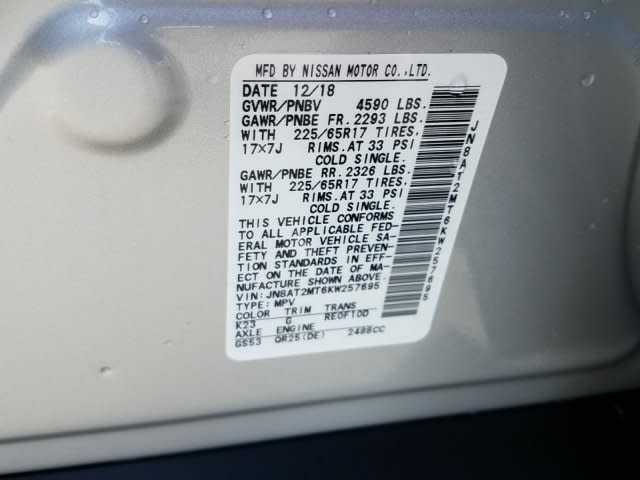 MFD BY NISSAN MOTOR CO.,LTD.
DATE 12/18
GVWR/PNBV 4590 LBS.
GAWR/PNBE FR. 2293 LBS.
WITH 225/65R17 TIRES,
17×7J RIMS.AT 33 PSI
COLD SINGLE.
GAWR/PNBE RR. 2326 LBS.
WITH 225/65R17 TIRES,
17×7J RIMS.AT 33 PSI
COLD SINGLE.
THIS VEHICLE CONFORMS
TO ALL APPLICABLE FED-
ERAL MOTOR VEHICLE SA-
FETY AND THEFT PREVEN-
TION STANDARDS IN EFF-
ECT ON THE DATE OF MA-
NUFACTURE SHOWN ABOVE.
VIN:JN8AT2MT6KW257695
TYPE:MPV
COLOR TRIM TRANS
K23 G RE0F10D
AXLE ENGINE
GS53 QR25(DE) 2488CC
JN8AT2MT6KW257695